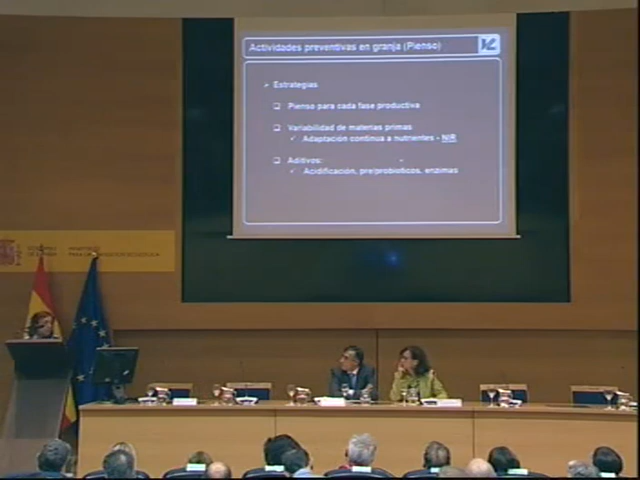 Actividades preventivas en granja (Pienso)
Estrategias
Pienso para cada fase productiva
Variabilidad de materias primas
Adaptación continua a nutrientes - NIR
Aditivos:
Acidificación, pre/probioticos, enzimas